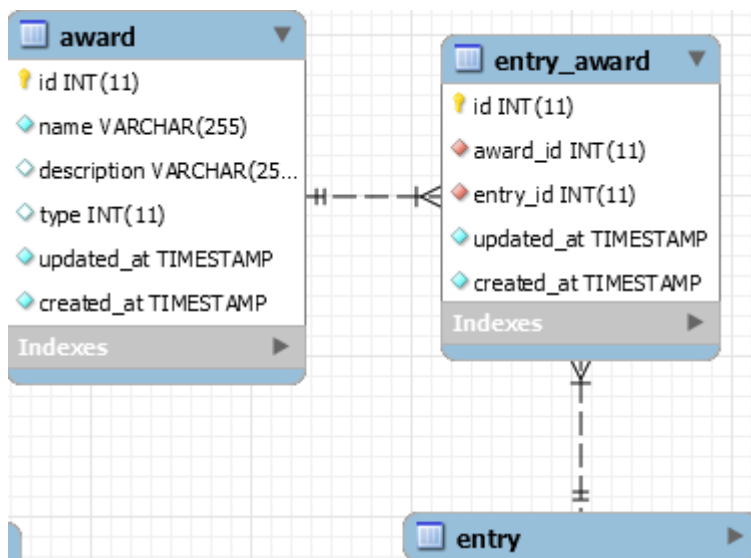 award
id INT(11)
name VARCHAR(255)
description VARCHAR(25...
type INT(11)
updated_at TIMESTAMP
created_at TIMESTAMP
Indexes
entry_award
id INT(11)
award_id INT(11)
entry_id INT(11)
updated_at TIMESTAMP
created_at TIMESTAMP
Indexes
entry